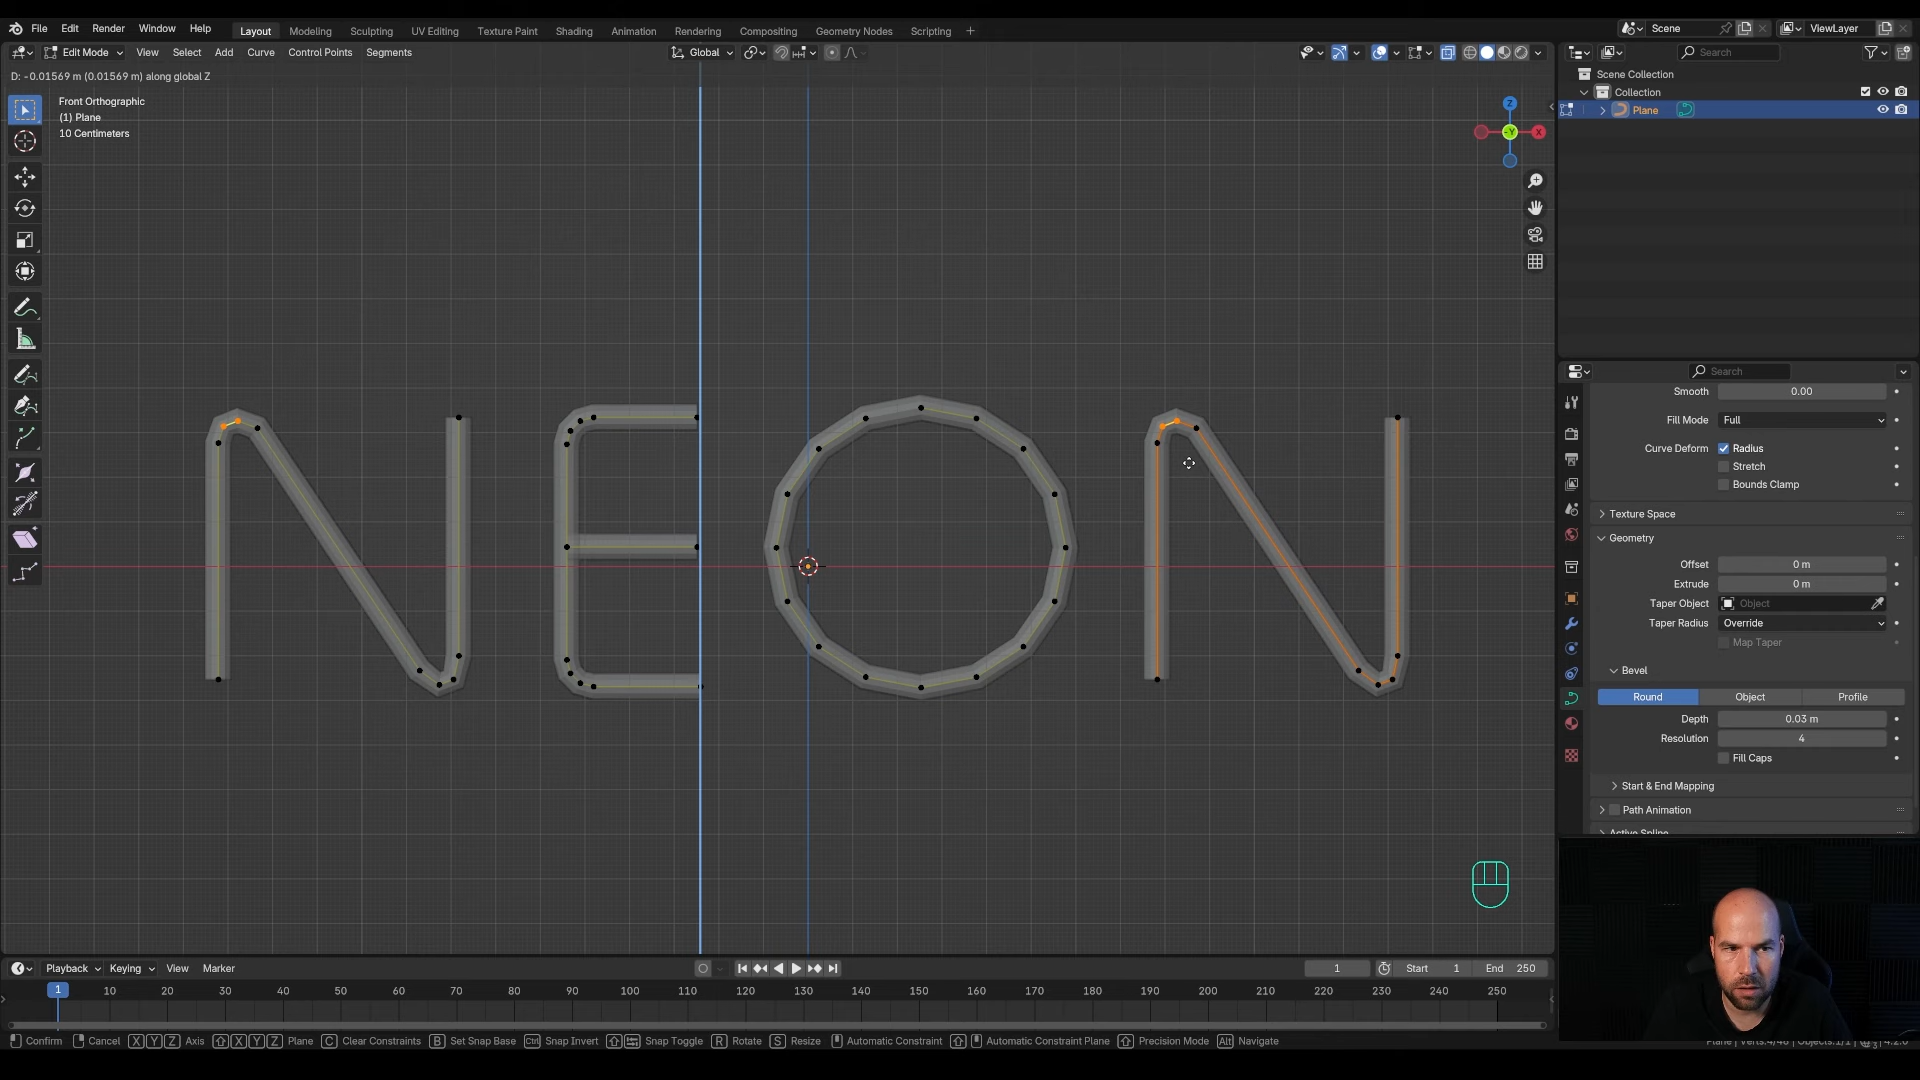 File Edit Render Window Help Layout Modeling Sculpting UV Editing Texture Paint Shading Animation Rendering Compositing Geometry Nodes Scripting + Scene ViewLayer
Edit Mode View Select Add Curve Control Points Segments Global Search
D: -0.01569 m (0.01569 m) along global Z
Scene Collection
Collection
Plane
Front Orthographic
(1) Plane
10 Centimeters
Z
-Y
X
NEON
Search
Smooth 0.00
Fill Mode Full
Curve Deform Radius
Stretch
Bounds Clamp
Texture Space
Geometry
Offset 0 m
Extrude 0 m
Taper Object Object
Taper Radius Override
Map Taper
Bevel
Round Object Profile
Depth 0.03 m
Resolution 4
Fill Caps
Start & End Mapping
Path Animation
Active Spline
Playback Keying View Marker 1 Start 1 End 250
1 10 20 30 40 50 60 70 80 90 100 110 120 130 140 150 160 170 180 190 200 210 220 230 240 250
Confirm Cancel X Y Z Axis X Y Z Plane C Clear Constraints B Set Snap Base Ctrl Snap Invert Snap Toggle R Rotate S Resize Automatic Constraint Automatic Constraint Plane Precision Mode Alt Navigate